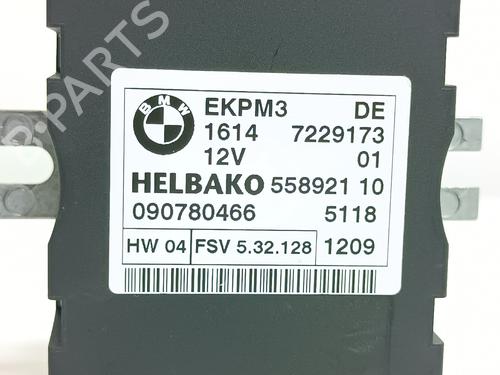 B-PARTS
BMW
EKPM3 DE
1614 7229173
12V 01
HELBAKO 558921 10
090780466 5118
HW 04 FSV 5.32.128 1209